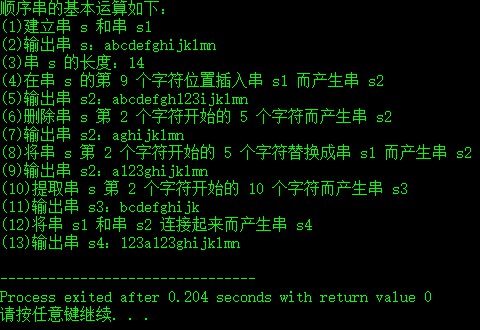 顺序串的基本运算如下:
(1)建立串 s 和串 s1
(2)输出串 s: abcdefghijklmn
(3)串 s 的长度: 14
(4)在串 s 的第 9 个字符位置插入串 s1 而产生串 s2
(5)输出串 s2: abcdefgh123ijklmn
(6)删除串 s 第 2 个字符开始的 5 个字符而产生串 s2
(7)输出串 s2: aghijklmn
(8)将串 s 第 2 个字符开始的 5 个字符替换成串 s1 而产生串 s2
(9)输出串 s2: a123ghijklmn
(10)提取串 s 第 2 个字符开始的 10 个字符而产生串 s3
(11)输出串 s3: bcdefghijk
(12)将串 s1 和串 s2 连接起来而产生串 s4
(13)输出串 s4: 123a123ghijklmn
--------------------------------
Process exited after 0.204 seconds with return value 0
请按任意键继续. . .